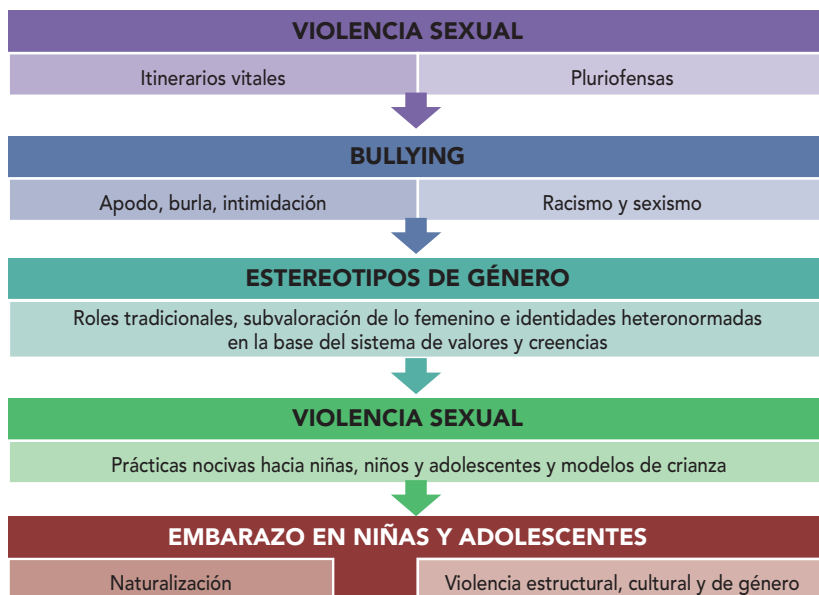 VIOLENCIA SEXUAL
Itinerarios vitales
Pluriofensas
BULLYING
Apodo, burla, intimidación
Racismo y sexismo
ESTEREOTIPOS DE GÉNERO
Roles tradicionales, subvaloración de lo femenino e identidades heteronormadas
en la base del sistema de valores y creencias
VIOLENCIA SEXUAL
Prácticas nocivas hacia niñas, niños y adolescentes y modelos de crianza
EMBARAZO EN NIÑAS Y ADOLESCENTES
Naturalización
Violencia estructural, cultural y de género